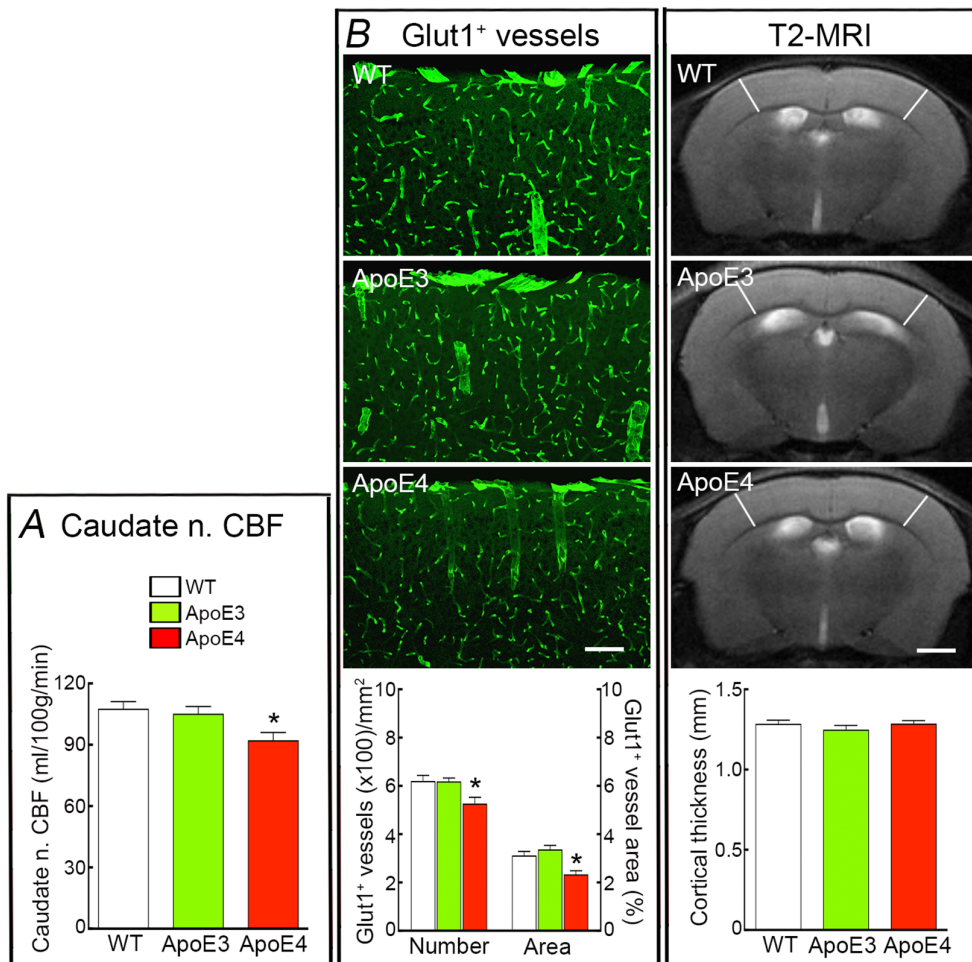 A Caudate n. CBF
WT
ApoE3
ApoE4
Caudate n. CBF (ml/100g/min)
120
90
60
30
0
*
WT ApoE3 ApoE4
B Glut1⁺ vessels
WT
ApoE3
ApoE4
Glut1⁺ vessels (x100)/mm²
10
8
6
4
2
0
*
*
Number Area
10
8
6
4
2
0
Glut1⁺ vessel area (%)
T2-MRI
WT
ApoE3
ApoE4
Cortical thickness (mm)
1.5
1.0
0.5
0
WT ApoE3 ApoE4